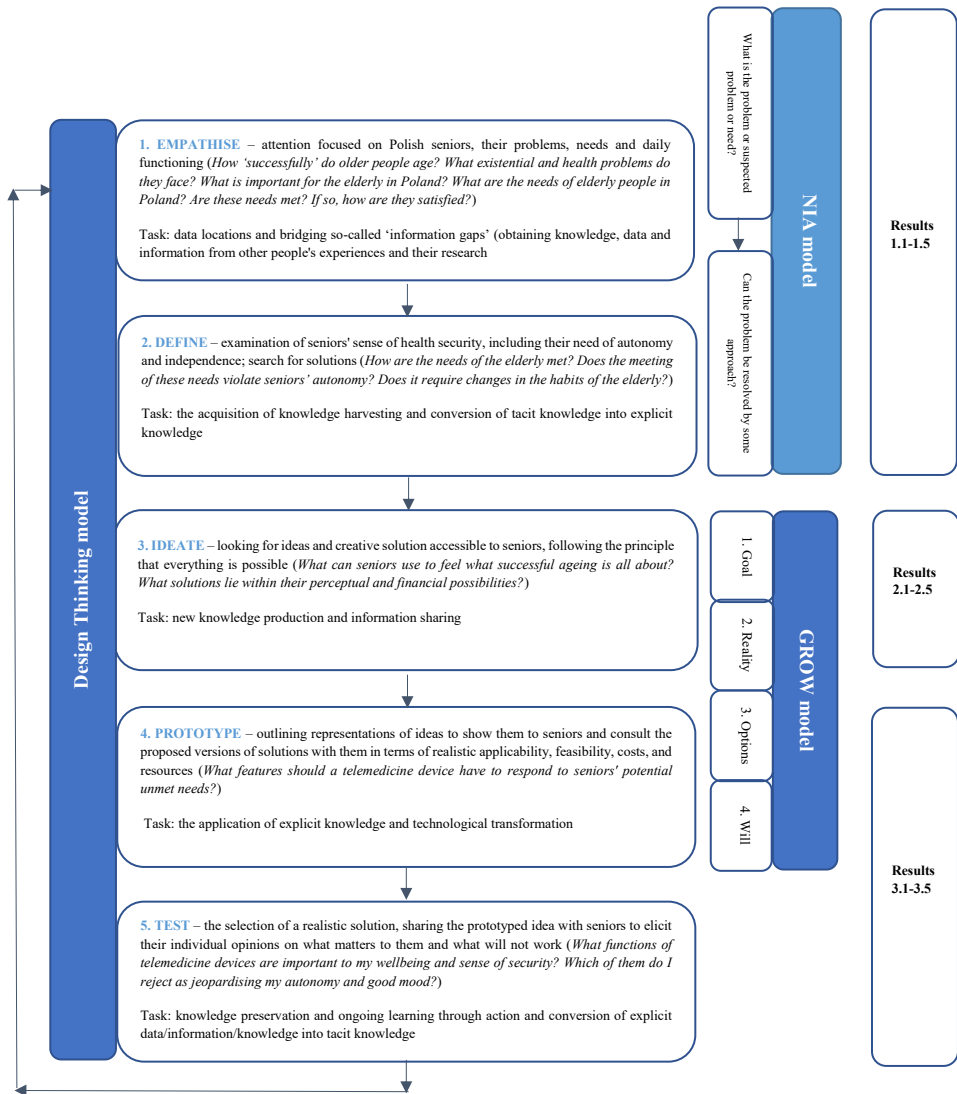 Design Thinking model
1. EMPATHISE – attention focused on Polish seniors, their problems, needs and daily
functioning (How ‘successfully’ do older people age? What existential and health problems do
they face? What is important for the elderly in Poland? What are the needs of elderly people in
Poland? Are these needs met? If so, how are they satisfied?)
Task: data locations and bridging so-called ‘information gaps’ (obtaining knowledge, data and
information from other people's experiences and their research
2. DEFINE – examination of seniors' sense of health security, including their need of autonomy
and independence; search for solutions (How are the needs of the elderly met? Does the meeting
of these needs violate seniors’ autonomy? Does it require changes in the habits of the elderly?)
Task: the acquisition of knowledge harvesting and conversion of tacit knowledge into explicit
knowledge
3. IDEATE – looking for ideas and creative solution accessible to seniors, following the principle
that everything is possible (What can seniors use to feel what successful ageing is all about?
What solutions lie within their perceptual and financial possibilities?)
Task: new knowledge production and information sharing
4. PROTOTYPE – outlining representations of ideas to show them to seniors and consult the
proposed versions of solutions with them in terms of realistic applicability, feasibility, costs, and
resources (What features should a telemedicine device have to respond to seniors' potential
unmet needs?)
Task: the application of explicit knowledge and technological transformation
5. TEST – the selection of a realistic solution, sharing the prototyped idea with seniors to elicit
their individual opinions on what matters to them and what will not work (What functions of
telemedicine devices are important to my wellbeing and sense of security? Which of them do I
reject as jeopardising my autonomy and good mood?)
Task: knowledge preservation and ongoing learning through action and conversion of explicit
data/information/knowledge into tacit knowledge
What is the problem or suspected
problem or need?
Can the problem be resolved by some
approach?
NIA model
1. Goal
2. Reality
3. Options
4. Will
GROW model
Results
1.1-1.5
Results
2.1-2.5
Results
3.1-3.5